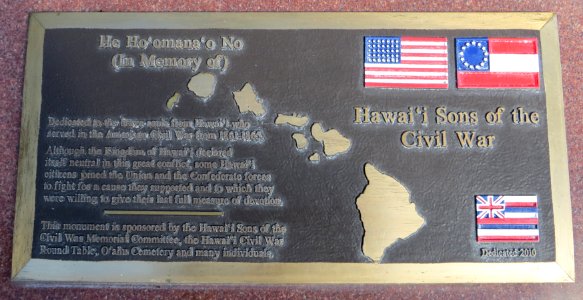 He Ho‘omana‘o No
(In Memory of)
Dedicated to the brave souls from Hawai‘i who
served in the American Civil War from 1861-1865.
Although the Kingdom of Hawai‘i declared
itself neutral in this great conflict, some Hawai‘i
citizens joined the Union and the Confederate forces
to fight for a cause they supported and to which they
were willing to give their last full measure of devotion.
This monument is sponsored by the Hawai‘i Sons of the
Civil War Memorial Committee, the Hawai‘i Civil War
Round Table, O‘ahu Cemetery and many individuals.
Hawai‘i Sons of the
Civil War
Dedicated 2010